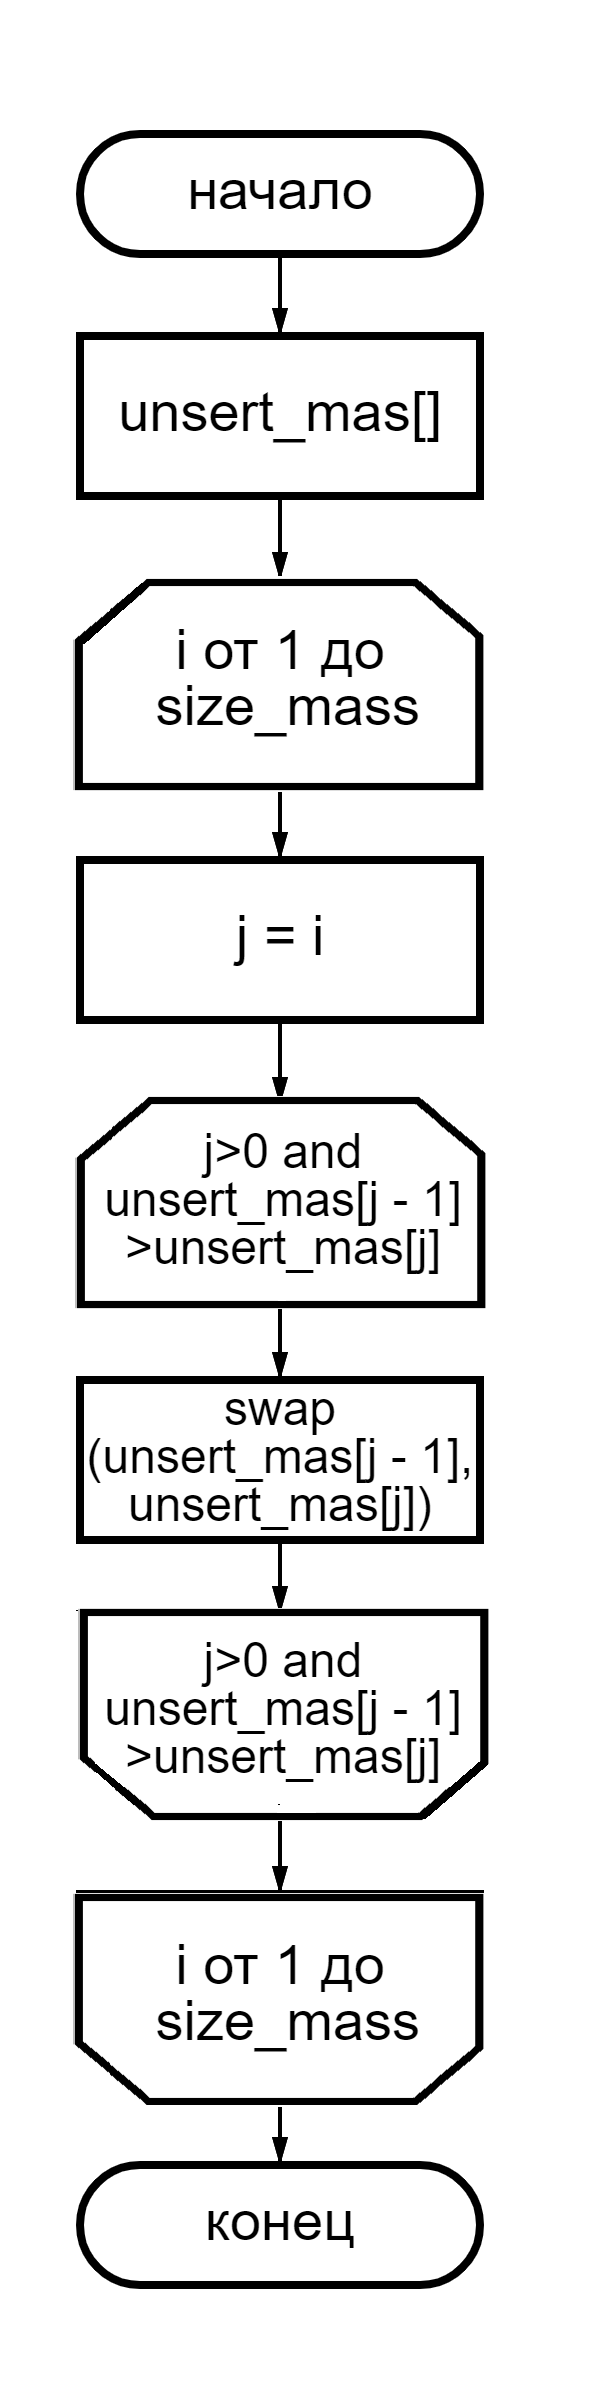 начало
unsert_mas[]
i от 1 до
size_mass
j = i
j>0 and
unsert_mas[j - 1]
>unsert_mas[j]
swap
(unsert_mas[j - 1],
unsert_mas[j])
j>0 and
unsert_mas[j - 1]
>unsert_mas[j]
i от 1 до
size_mass
конец